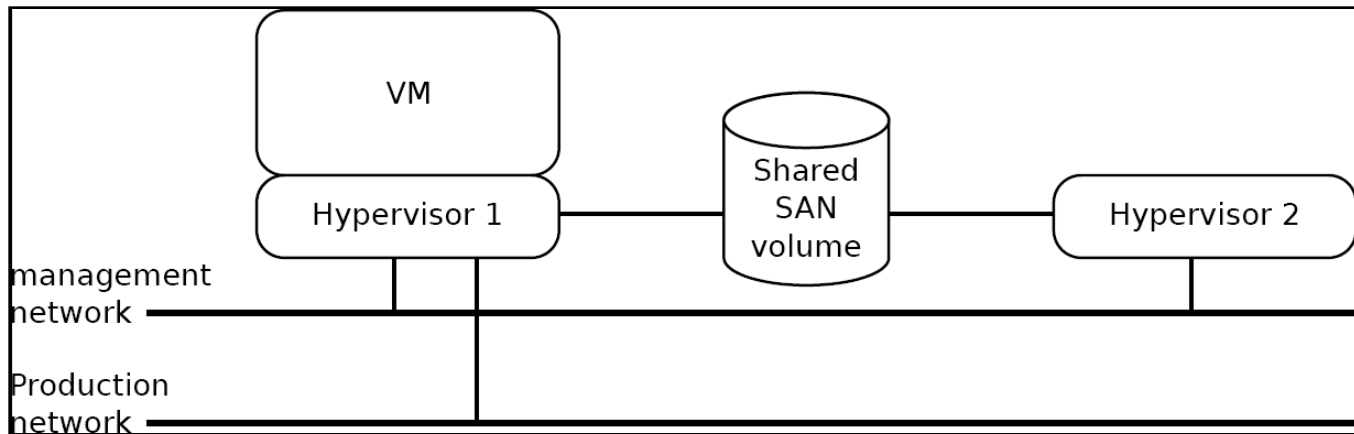 VM
Shared
SAN
volume
Hypervisor 1
Hypervisor 2
management
network
Production
network